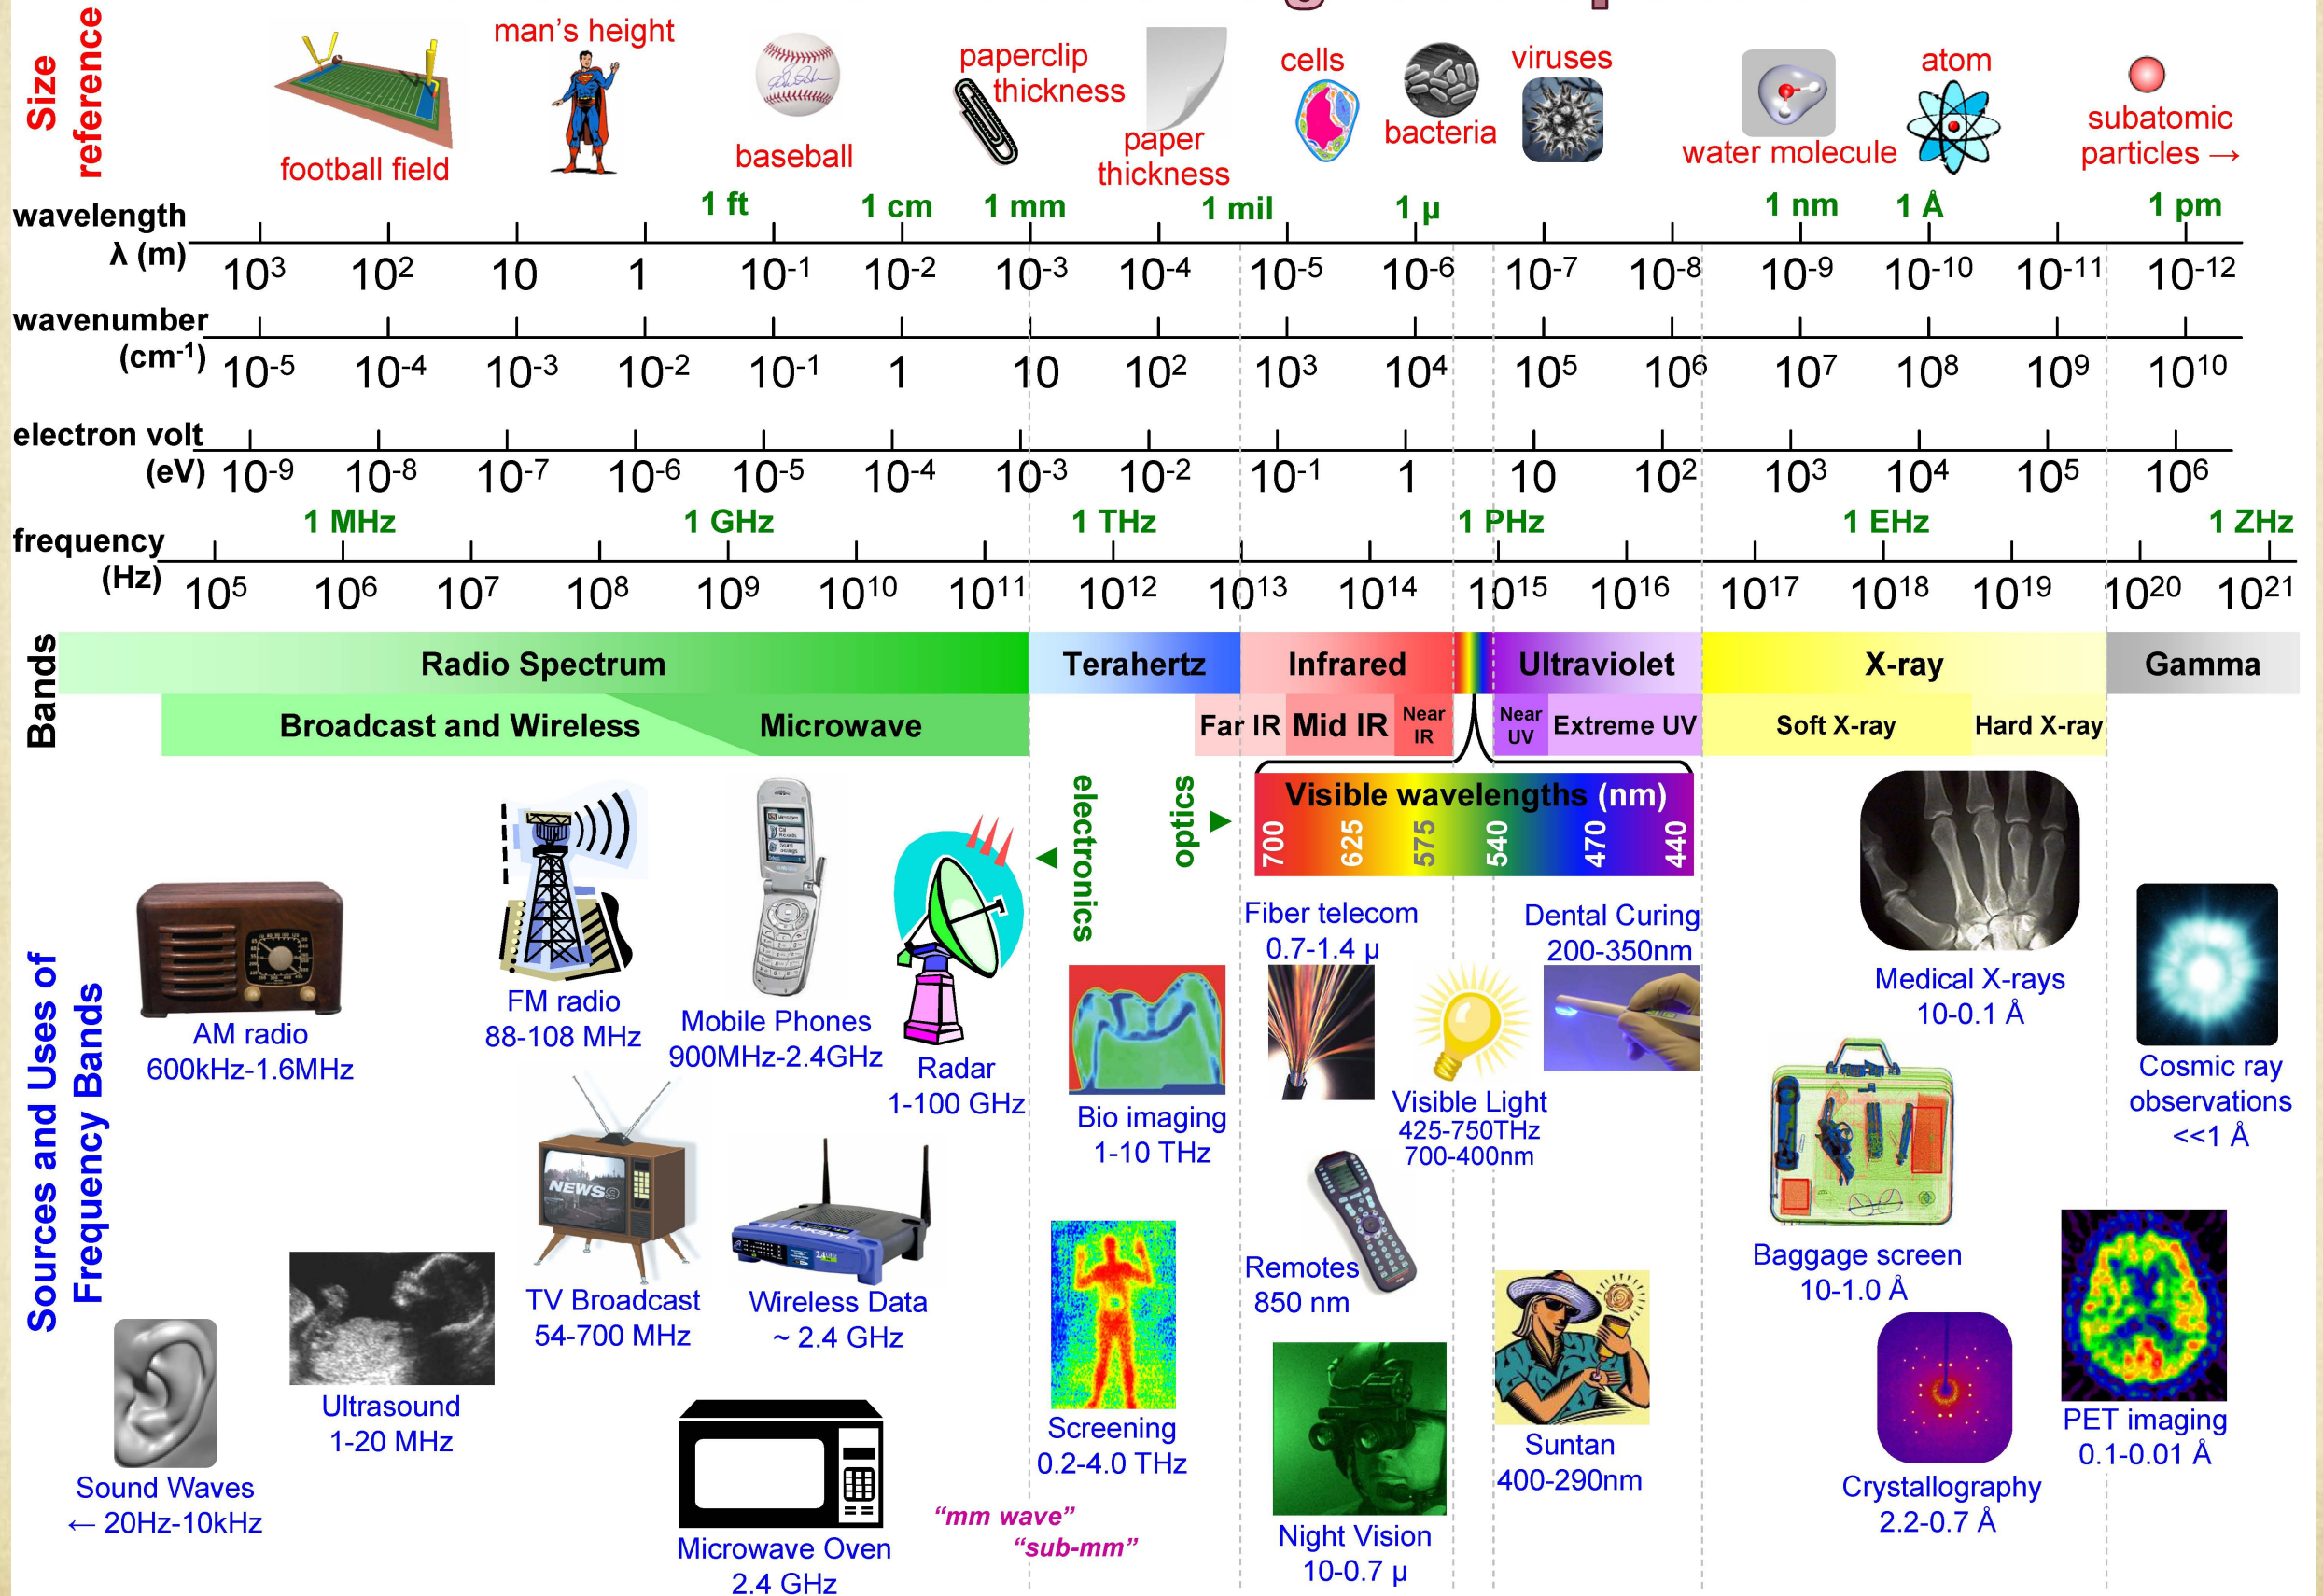 Size
reference
football field
man's height
baseball
paperclip
thickness
paper
thickness
cells
bacteria
viruses
water molecule
atom
subatomic
particles →
1 ft 1 cm 1 mm 1 mil 1 µ 1 nm 1 Å 1 pm
wavelength
λ (m)
10³ 10² 10 1 10⁻¹ 10⁻² 10⁻³ 10⁻⁴ 10⁻⁵ 10⁻⁶ 10⁻⁷ 10⁻⁸ 10⁻⁹ 10⁻¹⁰ 10⁻¹¹ 10⁻¹²
wavenumber
(cm⁻¹)
10⁻⁵ 10⁻⁴ 10⁻³ 10⁻² 10⁻¹ 1 10 10² 10³ 10⁴ 10⁵ 10⁶ 10⁷ 10⁸ 10⁹ 10¹⁰
electron volt
(eV)
10⁻⁹ 10⁻⁸ 10⁻⁷ 10⁻⁶ 10⁻⁵ 10⁻⁴ 10⁻³ 10⁻² 10⁻¹ 1 10 10² 10³ 10⁴ 10⁵ 10⁶
1 MHz 1 GHz 1 THz 1 PHz 1 EHz 1 ZHz
frequency
(Hz)
10⁵ 10⁶ 10⁷ 10⁸ 10⁹ 10¹⁰ 10¹¹ 10¹² 10¹³ 10¹⁴ 10¹⁵ 10¹⁶ 10¹⁷ 10¹⁸ 10¹⁹ 10²⁰ 10²¹
Bands
Radio Spectrum Terahertz Infrared Ultraviolet X-ray Gamma
Broadcast and Wireless Microwave Far IR Mid IR Near IR Near UV Extreme UV Soft X-ray Hard X-ray
electronics
optics
Visible wavelengths (nm)
700 625 575 540 470 440
Sources and Uses of
Frequency Bands
AM radio
600kHz-1.6MHz
FM radio
88-108 MHz
Mobile Phones
900MHz-2.4GHz
Radar
1-100 GHz
Bio imaging
1-10 THz
Fiber telecom
0.7-1.4 µ
Visible Light
425-750THz
700-400nm
Dental Curing
200-350nm
Medical X-rays
10-0.1 Å
Cosmic ray
observations
<<1 Å
Sound Waves
← 20Hz-10kHz
Ultrasound
1-20 MHz
NEWS9
TV Broadcast
54-700 MHz
Wireless Data
~ 2.4 GHz
Microwave Oven
2.4 GHz
Screening
0.2-4.0 THz
"mm wave"
"sub-mm"
Remotes
850 nm
Night Vision
10-0.7 µ
Suntan
400-290nm
Baggage screen
10-1.0 Å
Crystallography
2.2-0.7 Å
PET imaging
0.1-0.01 Å